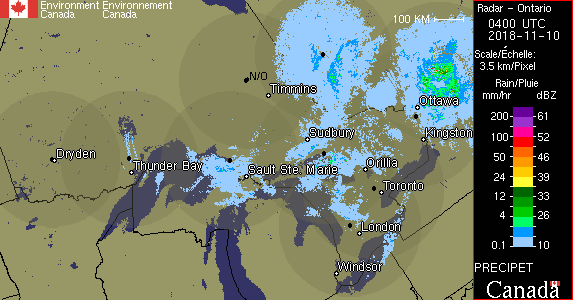 Environment Environnement
Canada Canada
100 KM
N/O
Timmins
Ottawa
Sudbury
Kingston
Dryden
Thunder Bay
Sault Ste. Marie
Orillia
Toronto
London
Windsor
Radar - Ontario
0400 UTC
2018-11-10
Scale/Échelle:
3.5 km/Pixel
Rain/Pluie
mm/hr dBZ
200 61
100 52
50 46
24 39
12 33
4 26
2 20
0.1 10
PRECIPET
Canada